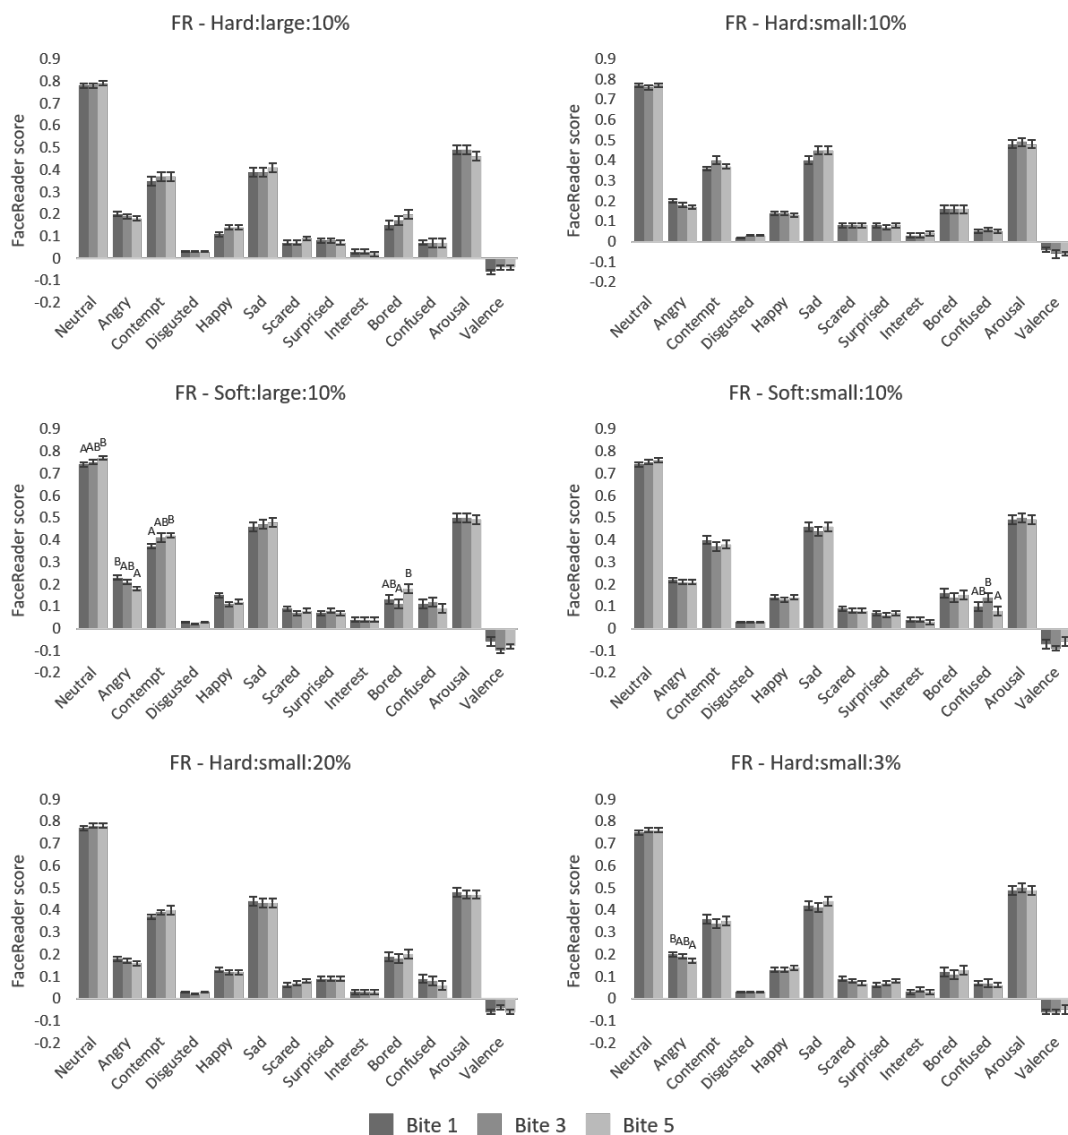 FR - Hard:large:10%
FaceReader score
0.9
0.8
0.7
0.6
0.5
0.4
0.3
0.2
0.1
0
-0.1
-0.2
Neutral
Angry
Contempt
Disgusted
Happy
Sad
Scared
Surprised
Interest
Bored
Confused
Arousal
Valence
FR - Hard:small:10%
FaceReader score
0.9
0.8
0.7
0.6
0.5
0.4
0.3
0.2
0.1
0
-0.1
-0.2
Neutral
Angry
Contempt
Disgusted
Happy
Sad
Scared
Surprised
Interest
Bored
Confused
Arousal
Valence
FR - Soft:large:10%
FaceReader score
0.9
0.8
0.7
0.6
0.5
0.4
0.3
0.2
0.1
0
-0.1
-0.2
A AB B
B AB A
A AB B
AB A B
Neutral
Angry
Contempt
Disgusted
Happy
Sad
Scared
Surprised
Interest
Bored
Confused
Arousal
Valence
FR - Soft:small:10%
FaceReader score
0.9
0.8
0.7
0.6
0.5
0.4
0.3
0.2
0.1
0
-0.1
-0.2
AB B A
Neutral
Angry
Contempt
Disgusted
Happy
Sad
Scared
Surprised
Interest
Bored
Confused
Arousal
Valence
FR - Hard:small:20%
FaceReader score
0.9
0.8
0.7
0.6
0.5
0.4
0.3
0.2
0.1
0
-0.1
-0.2
Neutral
Angry
Contempt
Disgusted
Happy
Sad
Scared
Surprised
Interest
Bored
Confused
Arousal
Valence
FR - Hard:small:3%
FaceReader score
0.9
0.8
0.7
0.6
0.5
0.4
0.3
0.2
0.1
0
-0.1
-0.2
B AB A
Neutral
Angry
Contempt
Disgusted
Happy
Sad
Scared
Surprised
Interest
Bored
Confused
Arousal
Valence
Bite 1 Bite 3 Bite 5